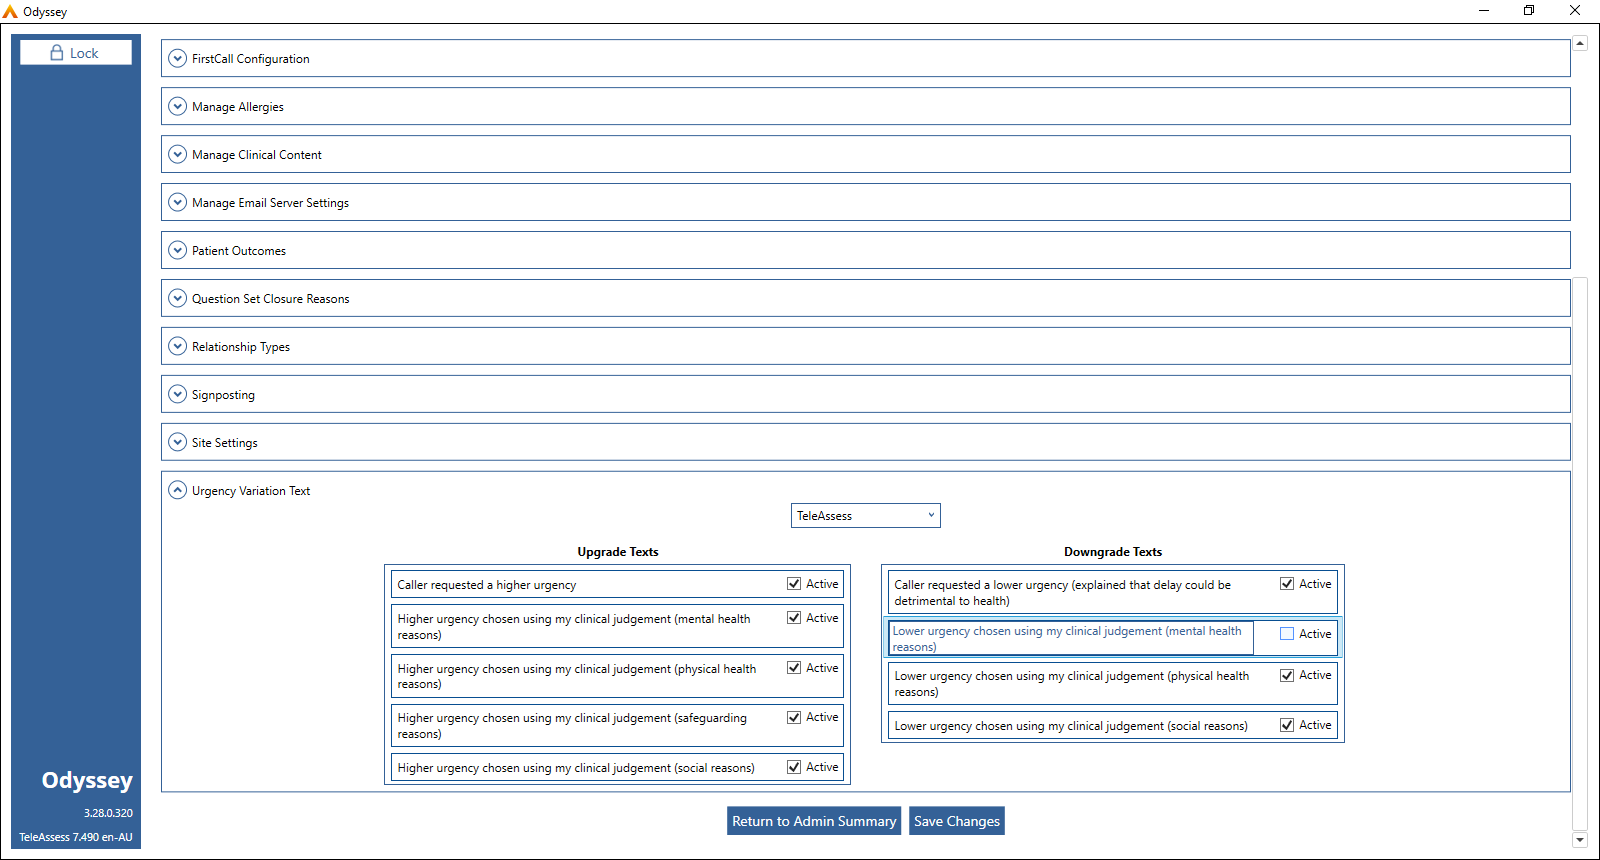 Odyssey
Lock
FirstCall Configuration
Manage Allergies
Manage Clinical Content
Manage Email Server Settings
Patient Outcomes
Question Set Closure Reasons
Relationship Types
Signposting
Site Settings
Urgency Variation Text
TeleAssess
Upgrade Texts
Caller requested a higher urgency
Active
Higher urgency chosen using my clinical judgement (mental health
reasons)
Active
Higher urgency chosen using my clinical judgement (physical health
reasons)
Active
Higher urgency chosen using my clinical judgement (safeguarding
reasons)
Active
Higher urgency chosen using my clinical judgement (social reasons)
Active
Downgrade Texts
Caller requested a lower urgency (explained that delay could be
detrimental to health)
Active
Lower urgency chosen using my clinical judgement (mental health
reasons)
Active
Lower urgency chosen using my clinical judgement (physical health
reasons)
Active
Lower urgency chosen using my clinical judgement (social reasons)
Active
Return to Admin Summary
Save Changes
Odyssey
3.28.0.320
TeleAssess 7.490 en-AU